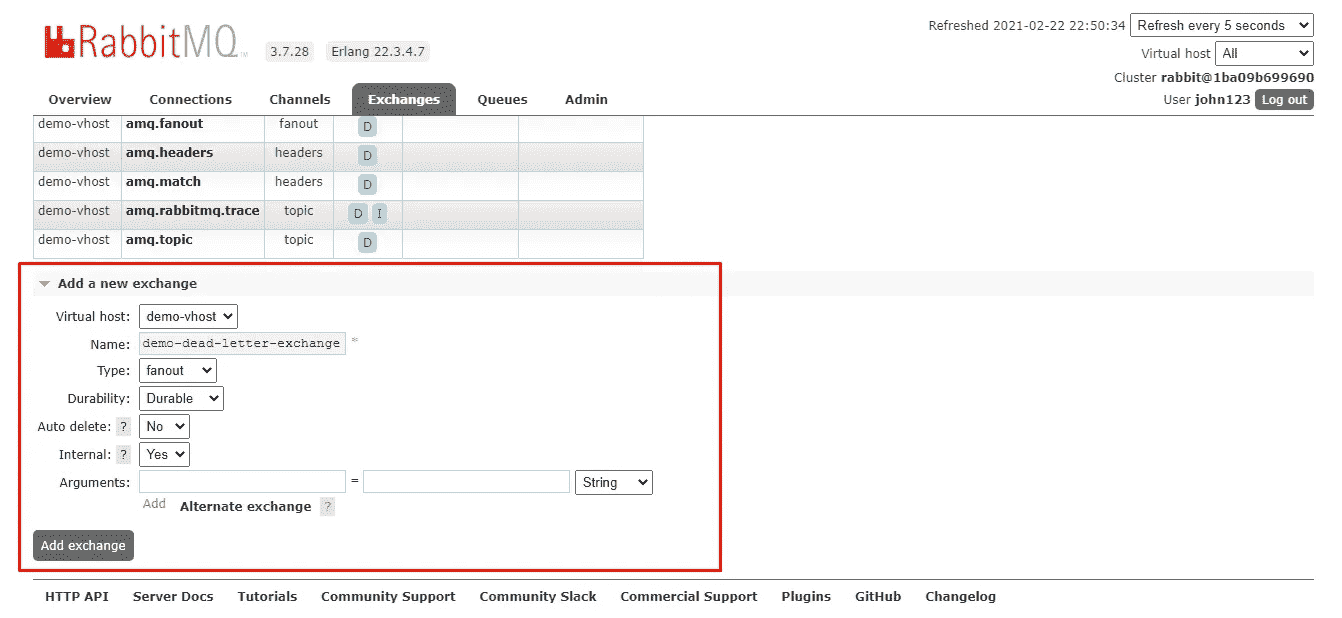 RabbitMQ TM 3.7.28 Erlang 22.3.4.7
Refreshed 2021-02-22 22:50:34 Refresh every 5 seconds
Virtual host All
Cluster rabbit@1ba09b699690
User john123 Log out
Overview Connections Channels Exchanges Queues Admin
demo-vhost amq.fanout fanout D
demo-vhost amq.headers headers D
demo-vhost amq.match headers D
demo-vhost amq.rabbitmq.trace topic D I
demo-vhost amq.topic topic D
Add a new exchange
Virtual host: demo-vhost
Name: demo-dead-letter-exchange *
Type: fanout
Durability: Durable
Auto delete: ? No
Internal: ? Yes
Arguments: = String
Add Alternate exchange ?
Add exchange
HTTP API Server Docs Tutorials Community Support Community Slack Commercial Support Plugins GitHub Changelog